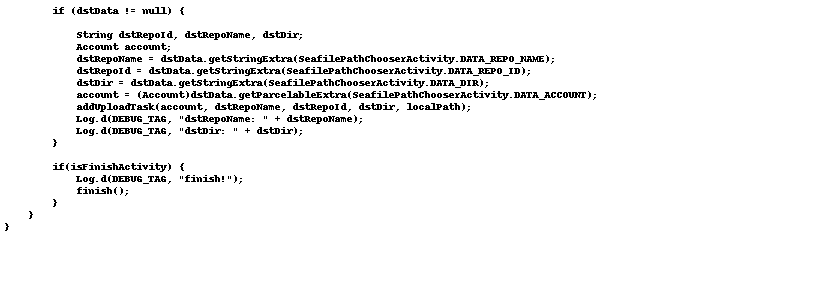 if (dstData != null) {
String dstRepoId, dstRepoName, dstDir;
Account account;
dstRepoName = dstData.getStringExtra(SeafilePathChooserActivity.DATA_REPO_NAME);
dstRepoId = dstData.getStringExtra(SeafilePathChooserActivity.DATA_REPO_ID);
dstDir = dstData.getStringExtra(SeafilePathChooserActivity.DATA_DIR);
account = (Account)dstData.getParcelableExtra(SeafilePathChooserActivity.DATA_ACCOUNT);
addUploadTask(account, dstRepoName, dstRepoId, dstDir, localPath);
Log.d(DEBUG_TAG, "dstRepoName: " + dstRepoName);
Log.d(DEBUG_TAG, "dstDir: " + dstDir);
}
if(isFinishActivity) {
Log.d(DEBUG_TAG, "finish!");
finish();
}
}
}